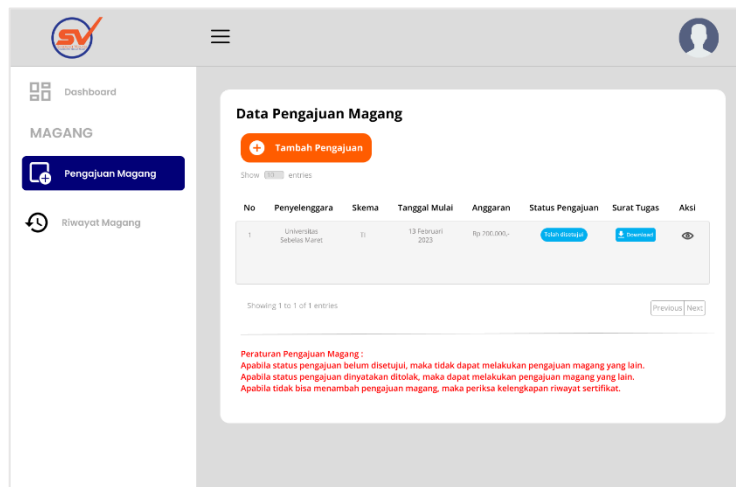 SV
Dashboard
MAGANG
Pengajuan Magang
Riwayat Magang
Data Pengajuan Magang
Tambah Pengajuan
Show 10 entries
No Penyelenggara Skema Tanggal Mulai Anggaran Status Pengajuan Surat Tugas Aksi
1 Universitas Sebelas Maret TI 13 Februari 2023 Rp.200.000,- Telah disetujui Download
Showing 1 to 1 of 1 entries
Previous Next
Peraturan Pengajuan Magang :
Apabila status pengajuan belum disetujui, maka tidak dapat melakukan pengajuan magang yang lain.
Apabila status pengajuan dinyatakan ditolak, maka dapat melakukan pengajuan magang yang lain.
Apabila tidak bisa menambah pengajuan magang, maka periksa kelengkapan riwayat sertifikat.